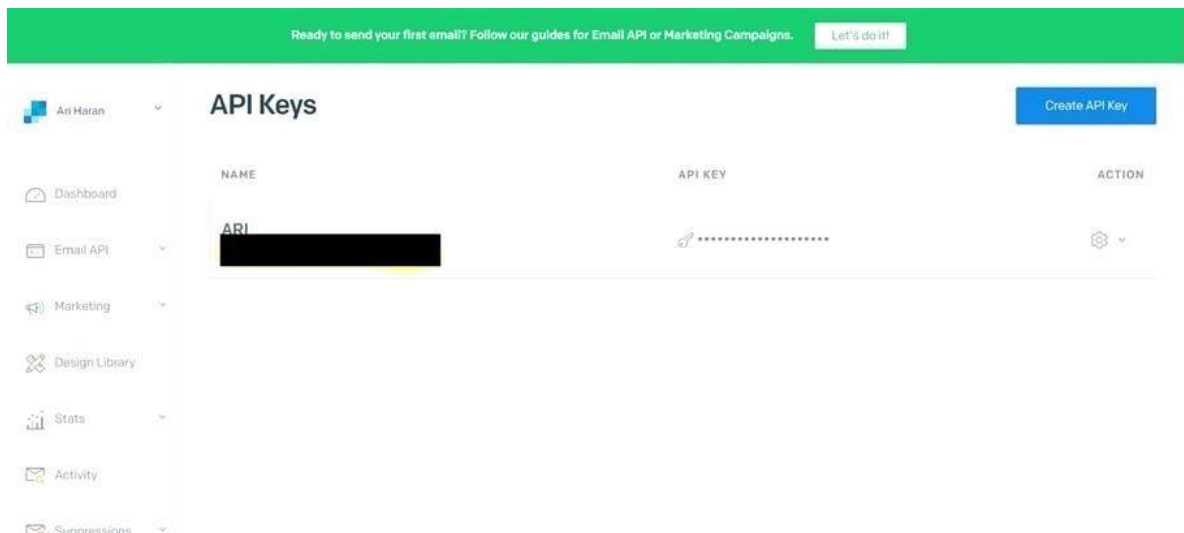 Ready to send your first email? Follow our guides for Email API or Marketing Campaigns. Let's do it!
Ari Haran
API Keys
Create API Key
NAME API KEY ACTION
ARI
••••••••••••••••••••
Dashboard
Email API
Marketing
Design Library
Stats
Activity
Suppressions